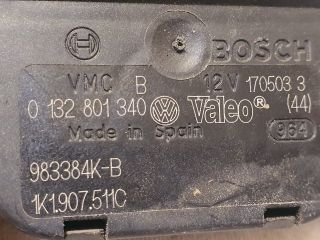 BOSCH
VMC B 12V 170503 3
0 132 801 340 Valeo® (44)
Made in Spain 964
983384K-B
1K1.907.511C